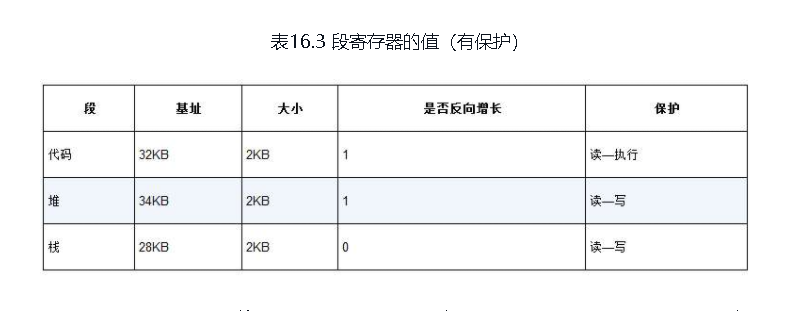 表16.3 段寄存器的值（有保护）
段 基址 大小 是否反向增长 保护
代码 32KB 2KB 1 读—执行
堆 34KB 2KB 1 读—写
栈 28KB 2KB 0 读—写